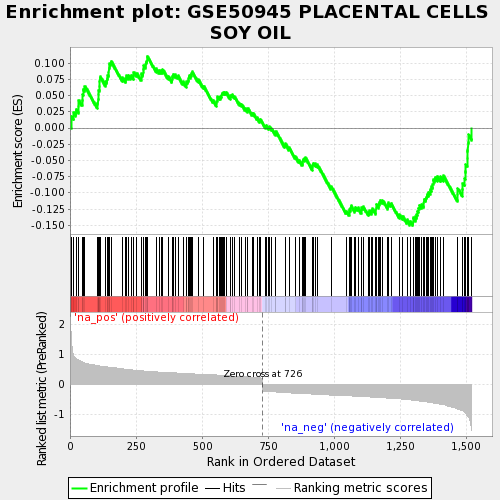 Enrichment plot: GSE50945 PLACENTAL CELLS
SOY OIL
Enrichment score (ES)
0.100
0.075
0.050
0.025
0.000
-0.025
-0.050
-0.075
-0.100
-0.125
-0.150
'na_pos' (positively correlated)
Ranked list metric (PreRanked)
2
1
0
-1
Zero cross at 726
'na_neg' (negatively correlated)
0
250
500
750
1,000
1,250
1,500
Rank in Ordered Dataset
Enrichment profile
Hits
Ranking metric scores